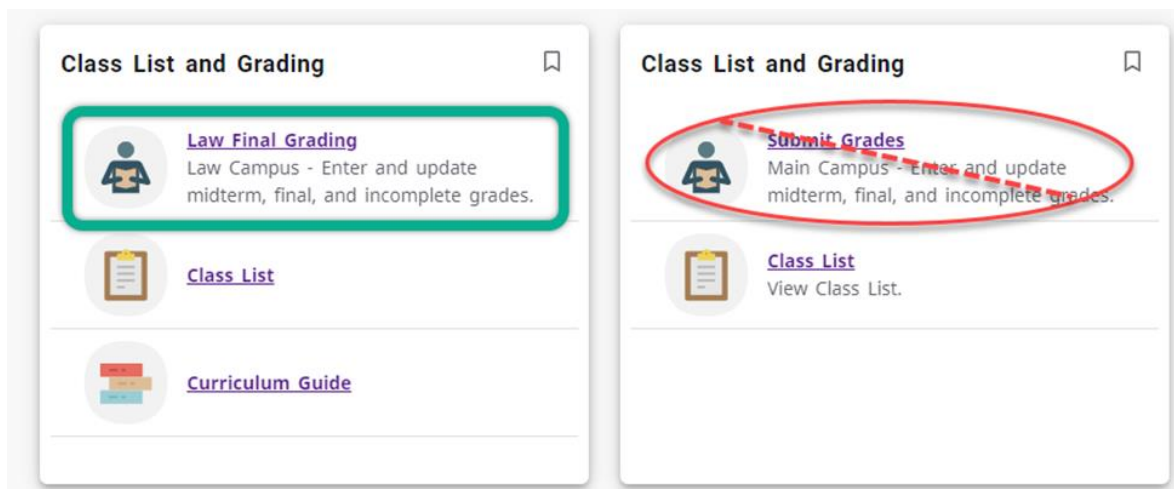 Class List and Grading
Law Final Grading
Law Campus - Enter and update
midterm, final, and incomplete grades.
Class List
Curriculum Guide
Class List and Grading
Submit Grades
Main Campus - Enter and update
midterm, final, and incomplete grades.
Class List
View Class List.